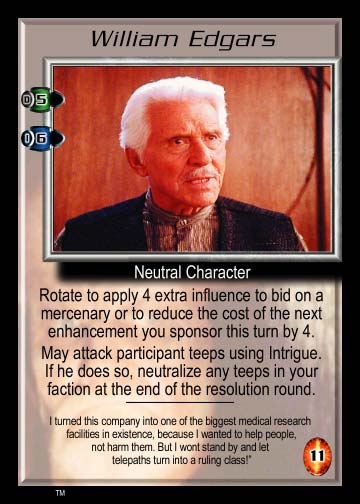 William Edgars
D 5
I 6
Neutral Character
Rotate to apply 4 extra influence to bid on a
mercenary or to reduce the cost of the next
enhancement you sponsor this turn by 4.
May attack participant teeps using Intrigue.
If he does so, neutralize any teeps in your
faction at the end of the resolution round.
I turned this company into one of the biggest medical research
facilities in existence, because I wanted to help people,
not harm them. But I wont stand by and let
telepaths turn into a ruling class!"
11
TM